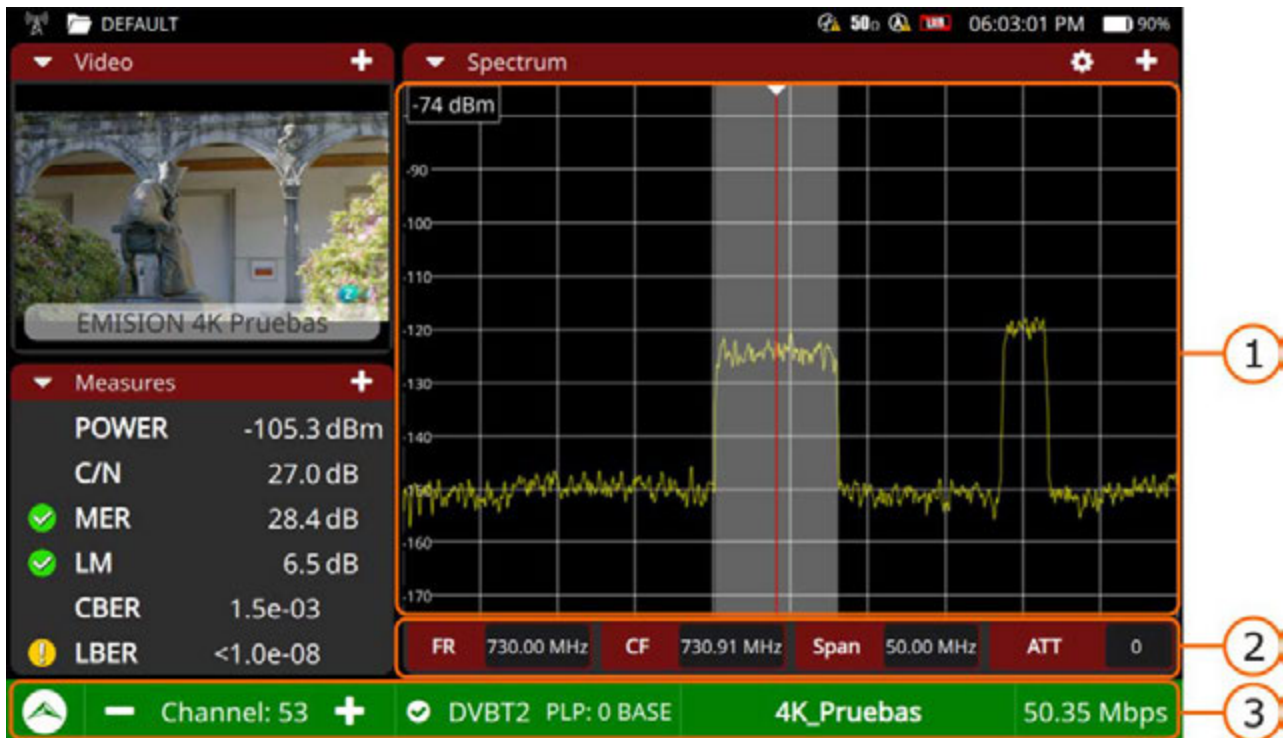 DEFAULT
50Ω
06:03:01 PM
90%
Video
EMISION 4K Pruebas
Measures
POWER -105.3 dBm
C/N 27.0 dB
MER 28.4 dB
LM 6.5 dB
CBER 1.5e-03
LBER <1.0e-08
Spectrum
-74 dBm
-90
-100
-110
-120
-130
-140
-150
-160
-170
FR 730.00 MHz CF 730.91 MHz Span 50.00 MHz ATT 0
Channel: 53 DVBT2 PLP: 0 BASE 4K_Pruebas 50.35 Mbps
1
2
3